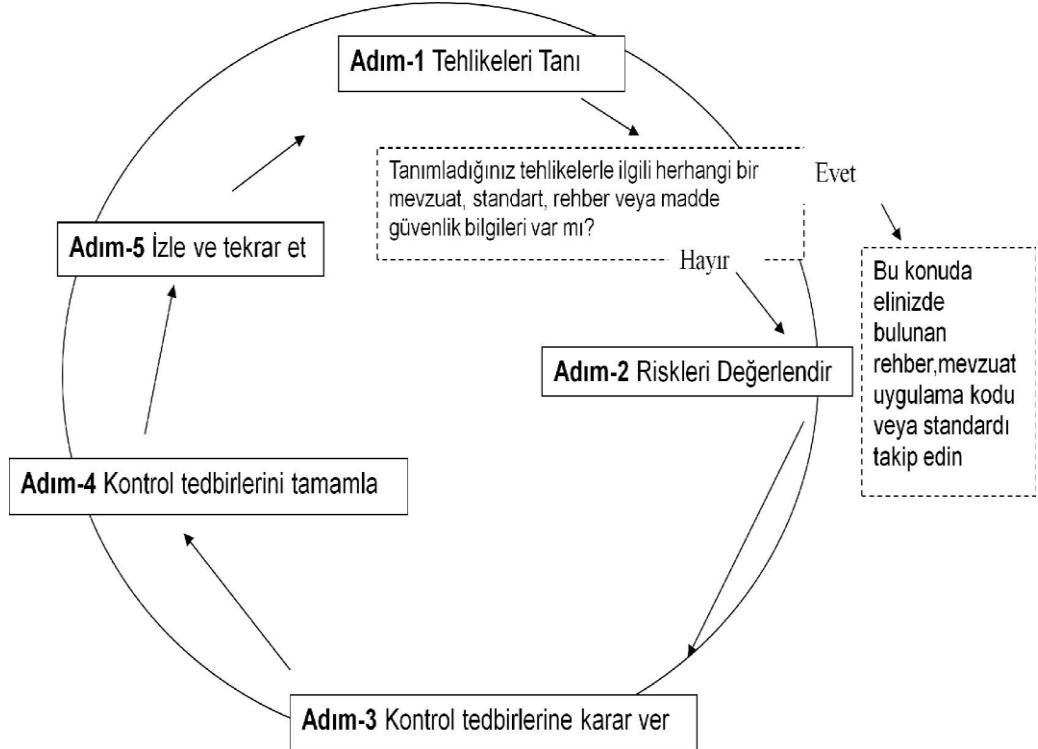 Adım-1 Tehlikeleri Tanı
Tanımladığınız tehlikelerle ilgili herhangi bir
mevzuat, standart, rehber veya madde
güvenlik bilgileri var mı?
Evet
Hayır
Bu konuda
elinizde
bulunan
rehber,mevzuat
uygulama kodu
veya standardı
takip edin
Adım-2 Riskleri Değerlendir
Adım-3 Kontrol tedbirlerine karar ver
Adım-4 Kontrol tedbirlerini tamamla
Adım-5 İzle ve tekrar et